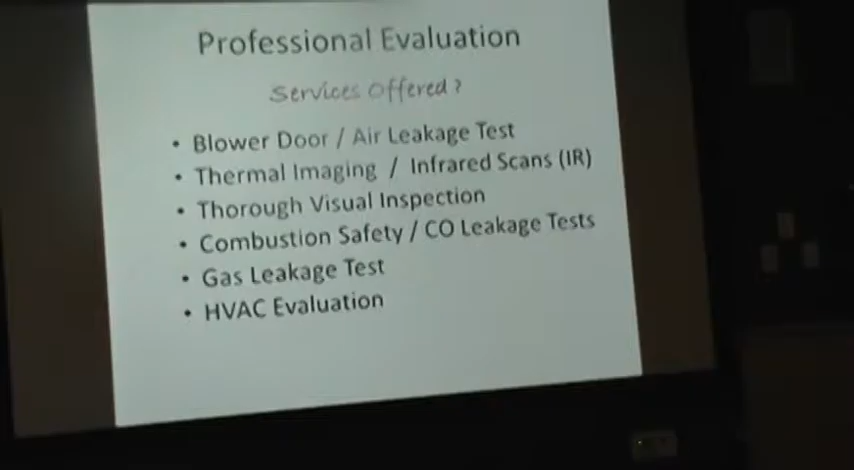 Professional Evaluation
Services Offered?
• Blower Door / Air Leakage Test
• Thermal Imaging / Infrared Scans (IR)
• Thorough Visual Inspection
• Combustion Safety / CO Leakage Tests
• Gas Leakage Test
• HVAC Evaluation